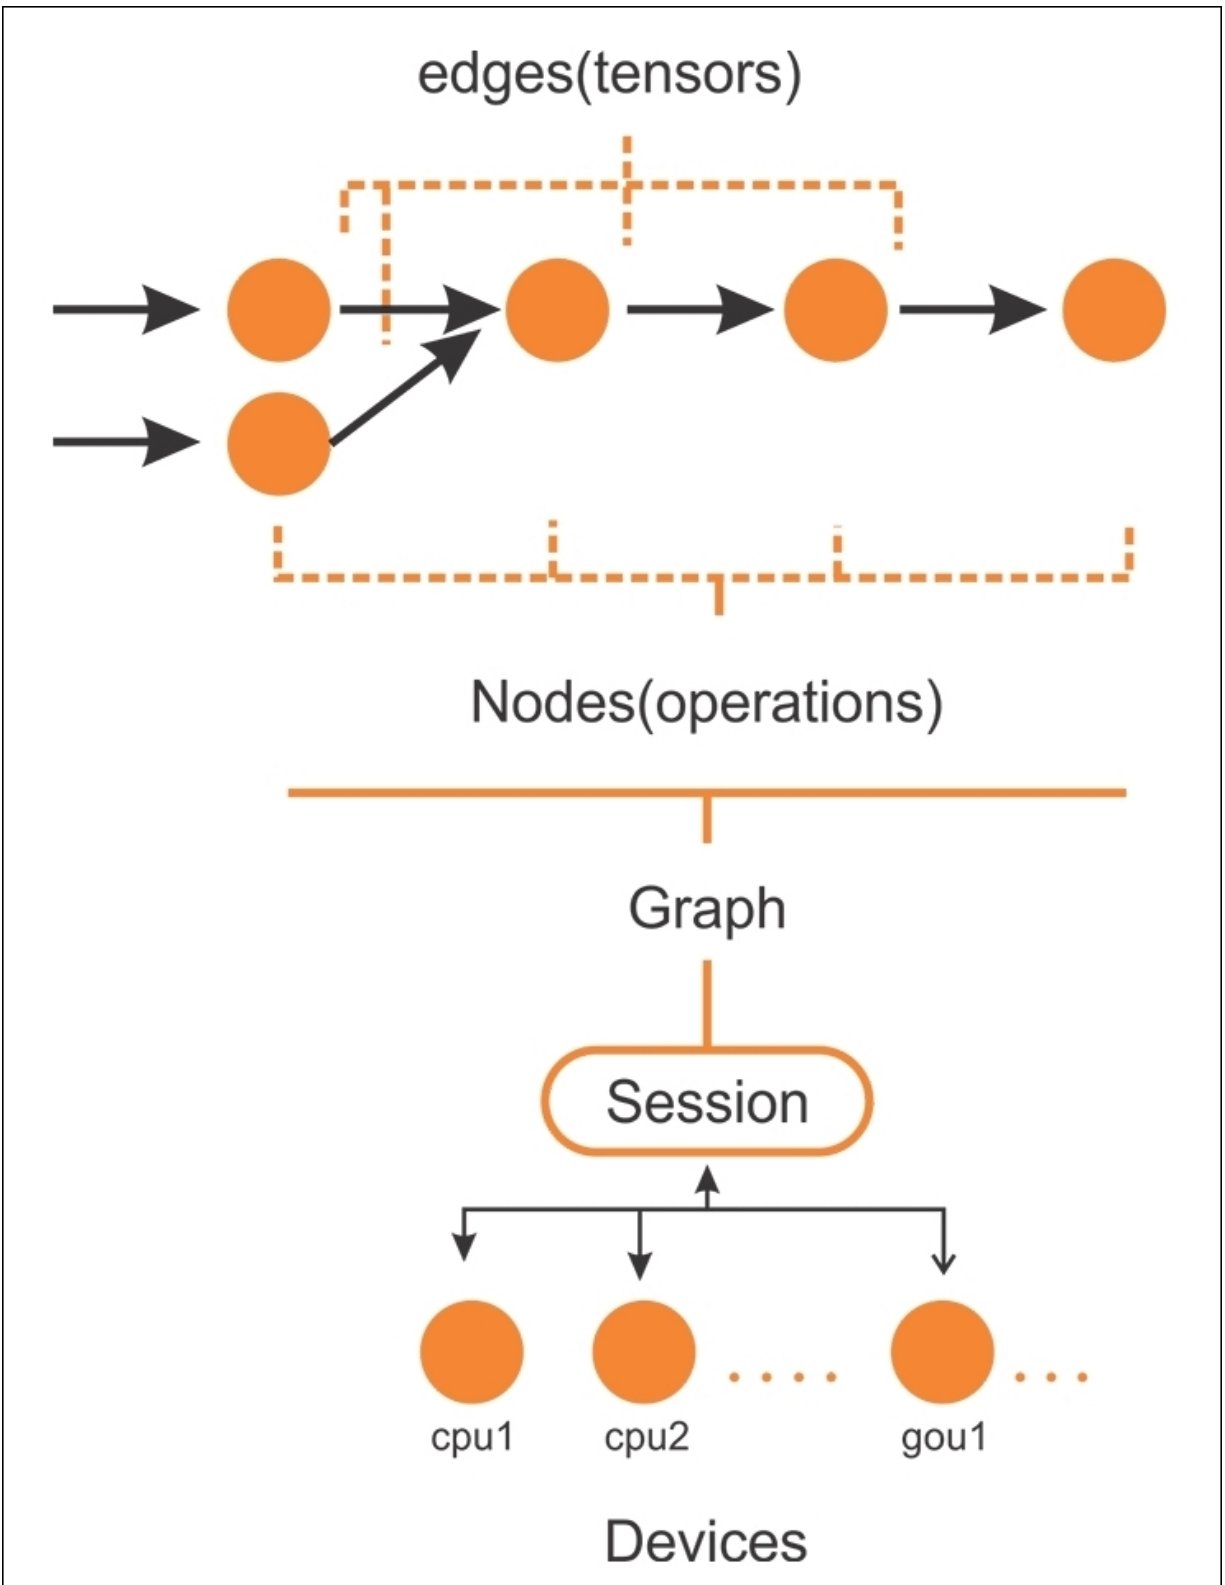 edges(tensors)
Nodes(operations)
Graph
Session
cpu1 cpu2 gou1
Devices